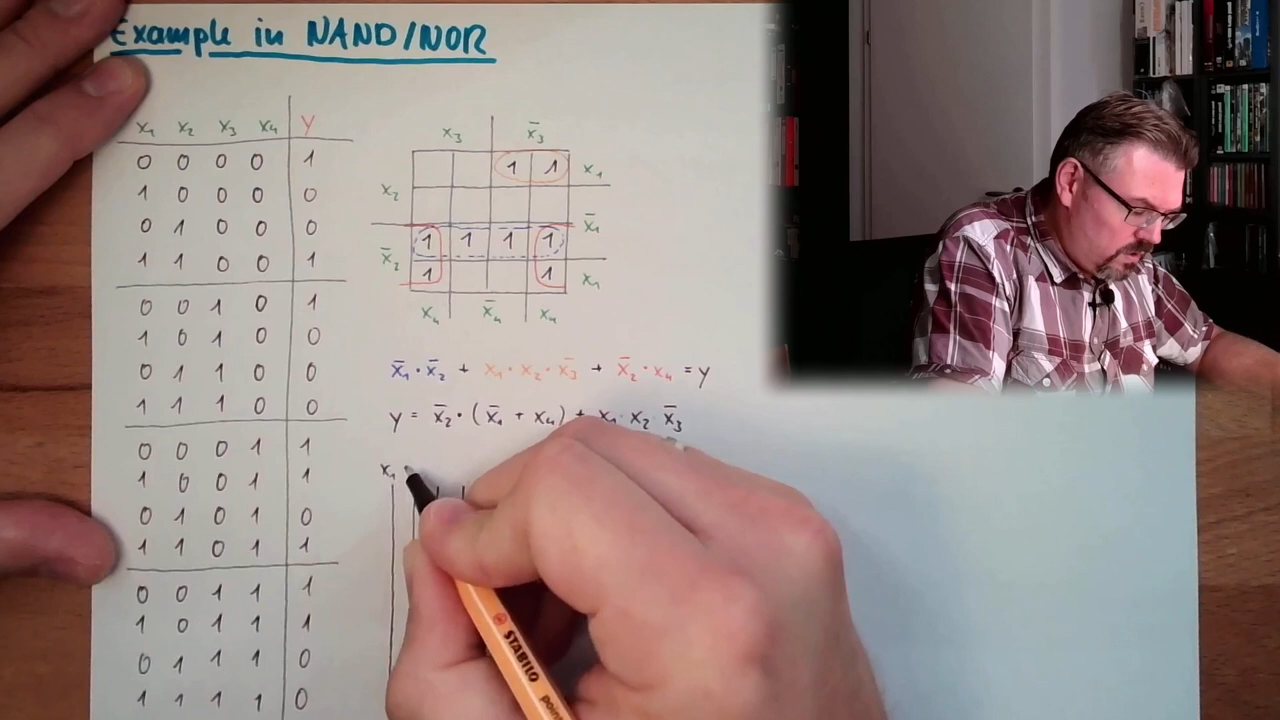 Example in NAND/NOR
x₁ x₂ x₃ x₄ y
0 0 0 0 1
1 0 0 0 0
0 1 0 0 0
1 1 0 0 1
0 0 1 0 1
1 0 1 0 0
0 1 1 0 0
1 1 1 0 0
0 0 0 1 1
1 0 0 1 1
0 1 0 1 0
1 1 0 1 1
0 0 1 1 1
1 0 1 1 1
0 1 1 1 0
1 1 1 1 0
x₃ x̄₃
1 1 x₁
x₂
x̄₁
1 1 1 1
x̄₂
1 1 x₁
x₄ x̄₄ x₄
x̄₁·x̄₂ + x₁·x₂·x̄₃ + x̄₂·x₄ = y
y = x̄₂·(x̄₁ + x₄) + x₁ x₂ x̄₃
x₁
STABILO
point